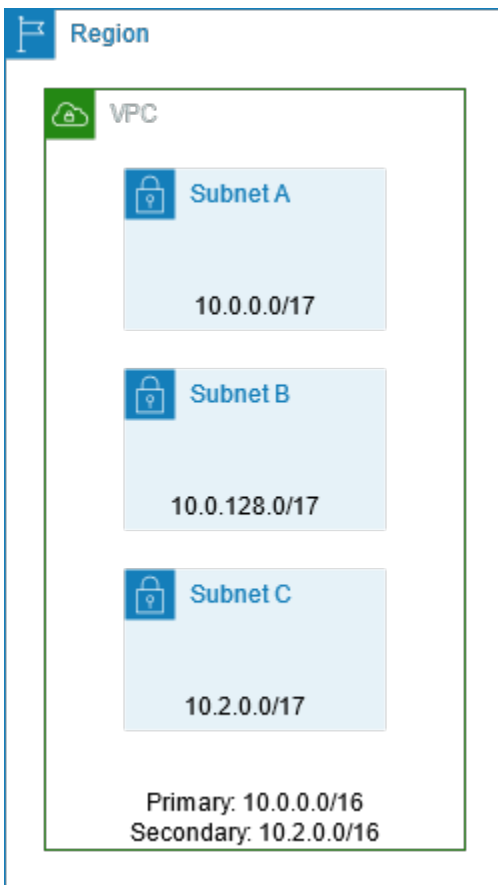 Region
VPC
Subnet A
10.0.0.0/17
Subnet B
10.0.128.0/17
Subnet C
10.2.0.0/17
Primary: 10.0.0.0/16
Secondary: 10.2.0.0/16